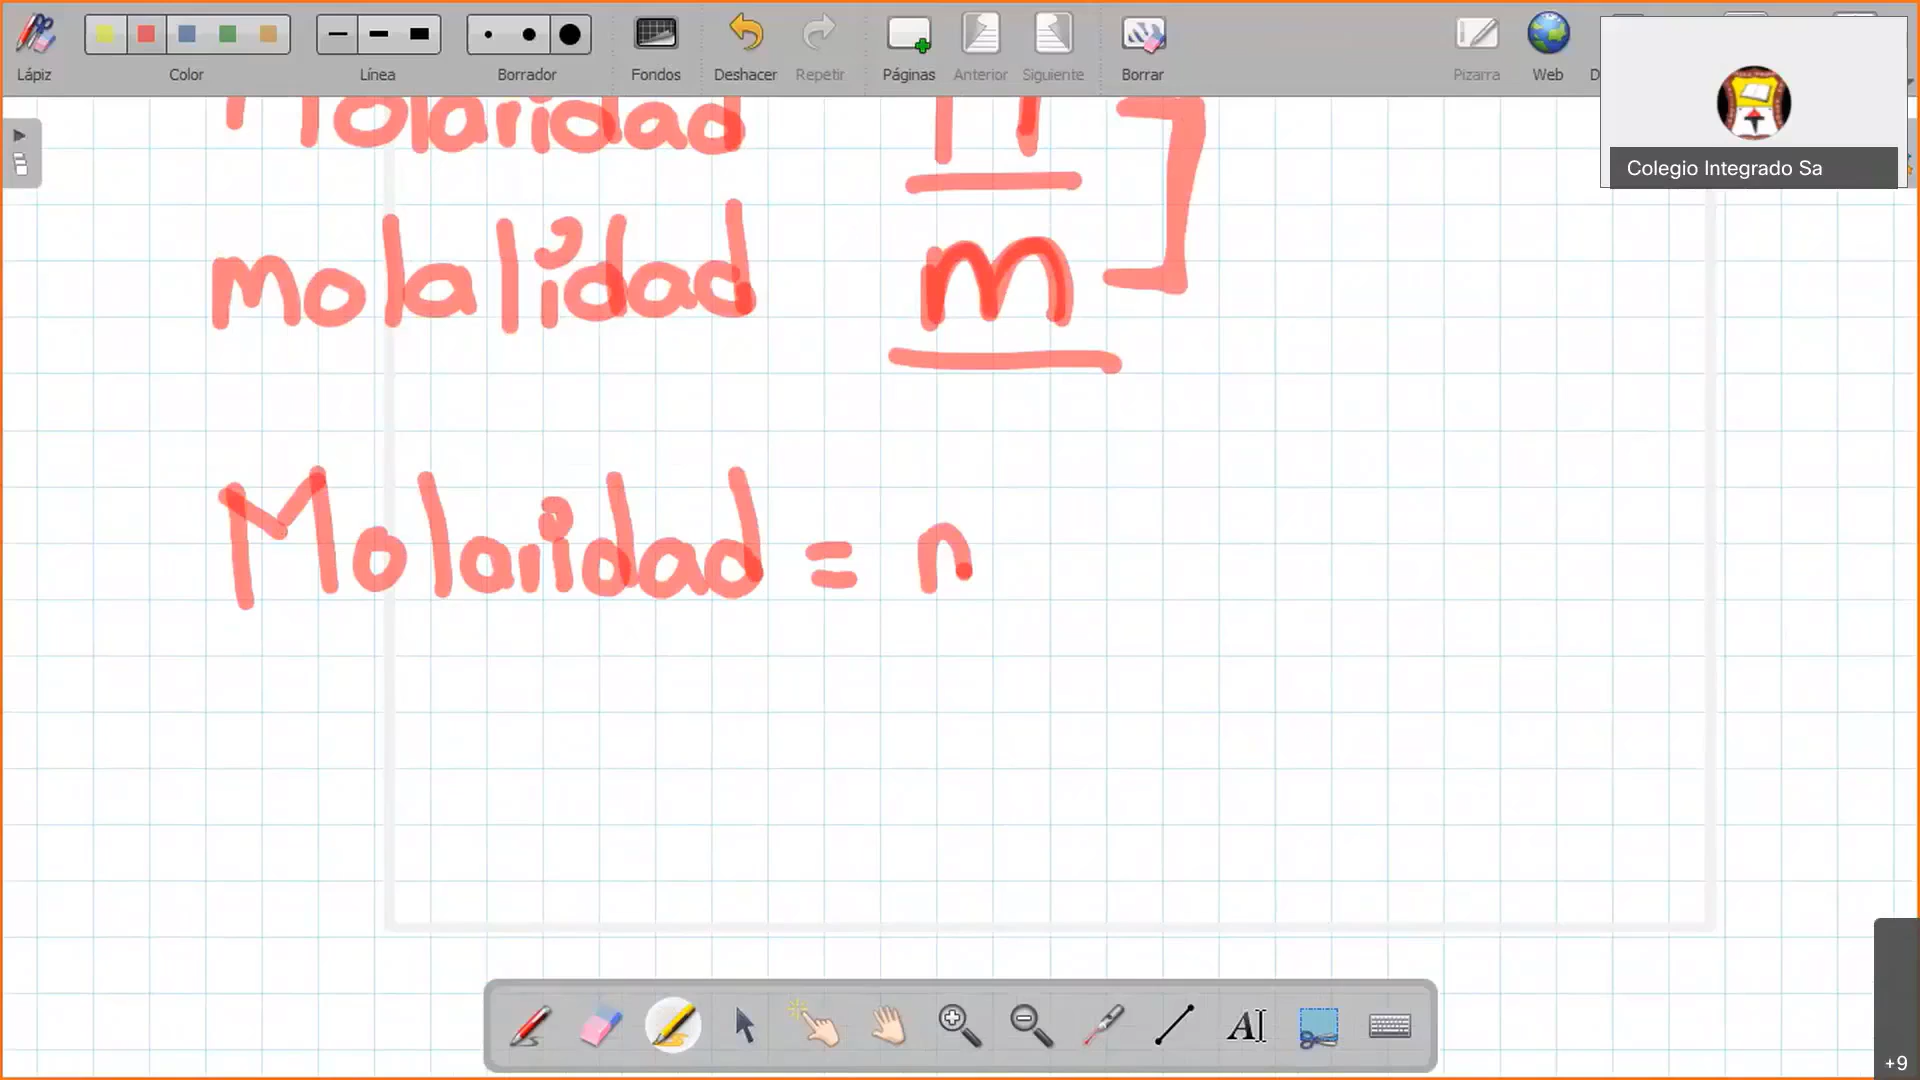 Lápiz Color Línea Borrador Fondos Deshacer Repetir Páginas Anterior Siguiente Borrar Pizarra Web D
Colegio Integrado Sa
Molaridad M
molalidad m
Molaridad = n
+9